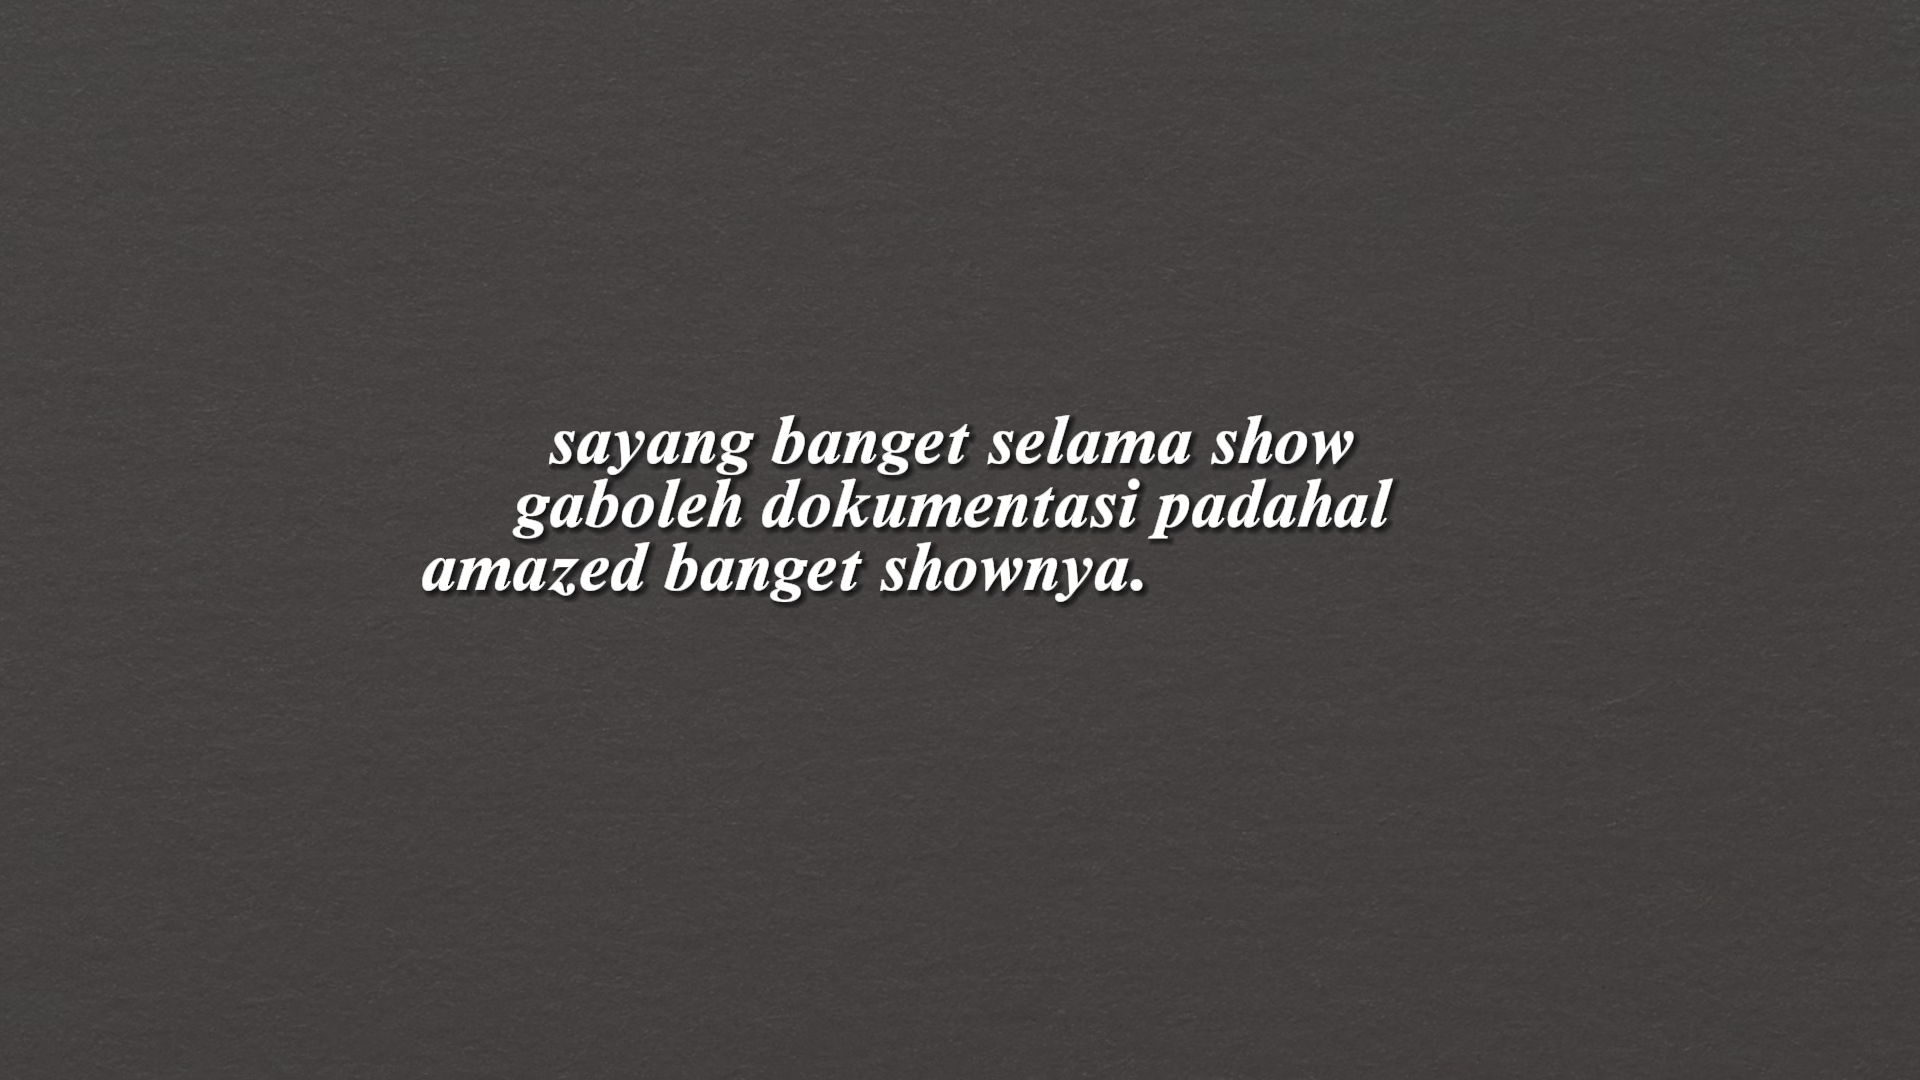 sayang banget selama show
gaboleh dokumentasi padahal
amazed banget shownya.